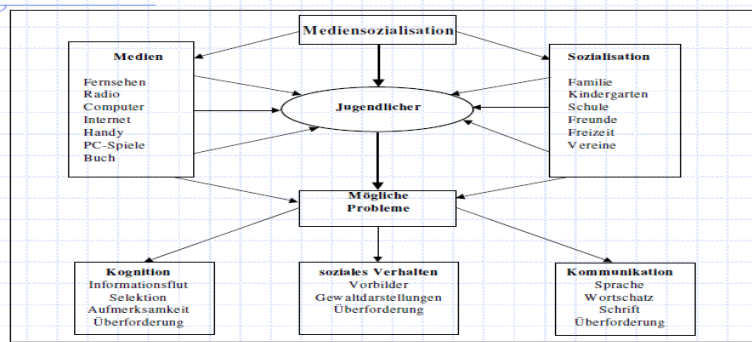 Mediensozialisation
Medien
Fernsehen
Radio
Computer
Internet
Handy
PC-Spiele
Buch
Jugendlicher
Sozialisation
Familie
Kindergarten
Schule
Freunde
Freizeit
Vereine
Mögliche
Probleme
Kognition
Informationsflut
Selektion
Aufmerksamkeit
Überforderung
soziales Verhalten
Vorbilder
Gewaltdarstellungen
Überforderung
Kommunikation
Sprache
Wortschatz
Schrift
Überforderung